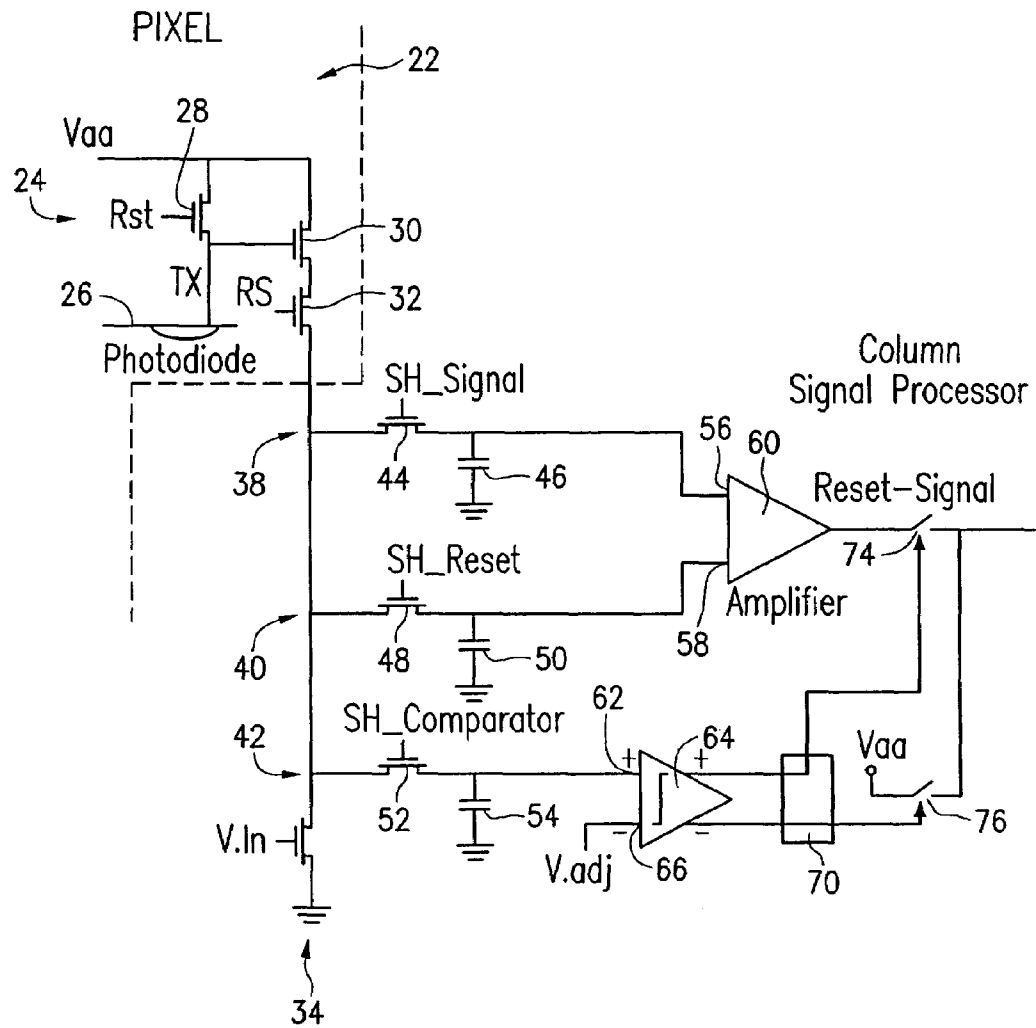 PIXEL
22
Vaa
28
24
Rst
30
TX
RS
32
26
Photodiode
Column
Signal Processor
SH_Signal
38
44
46
56
60
Reset-Signal
74
SH_Reset
40
48
50
58
Amplifier
SH_Comparator
42
52
54
62
+
64
+
Vaa
76
V.ln
V.adj
−
66
−
70
34